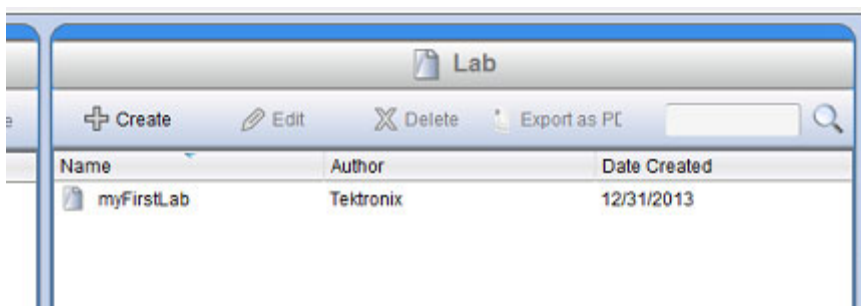 Lab
e Create Edit Delete Export as PD
Name Author Date Created
myFirstLab Tektronix 12/31/2013